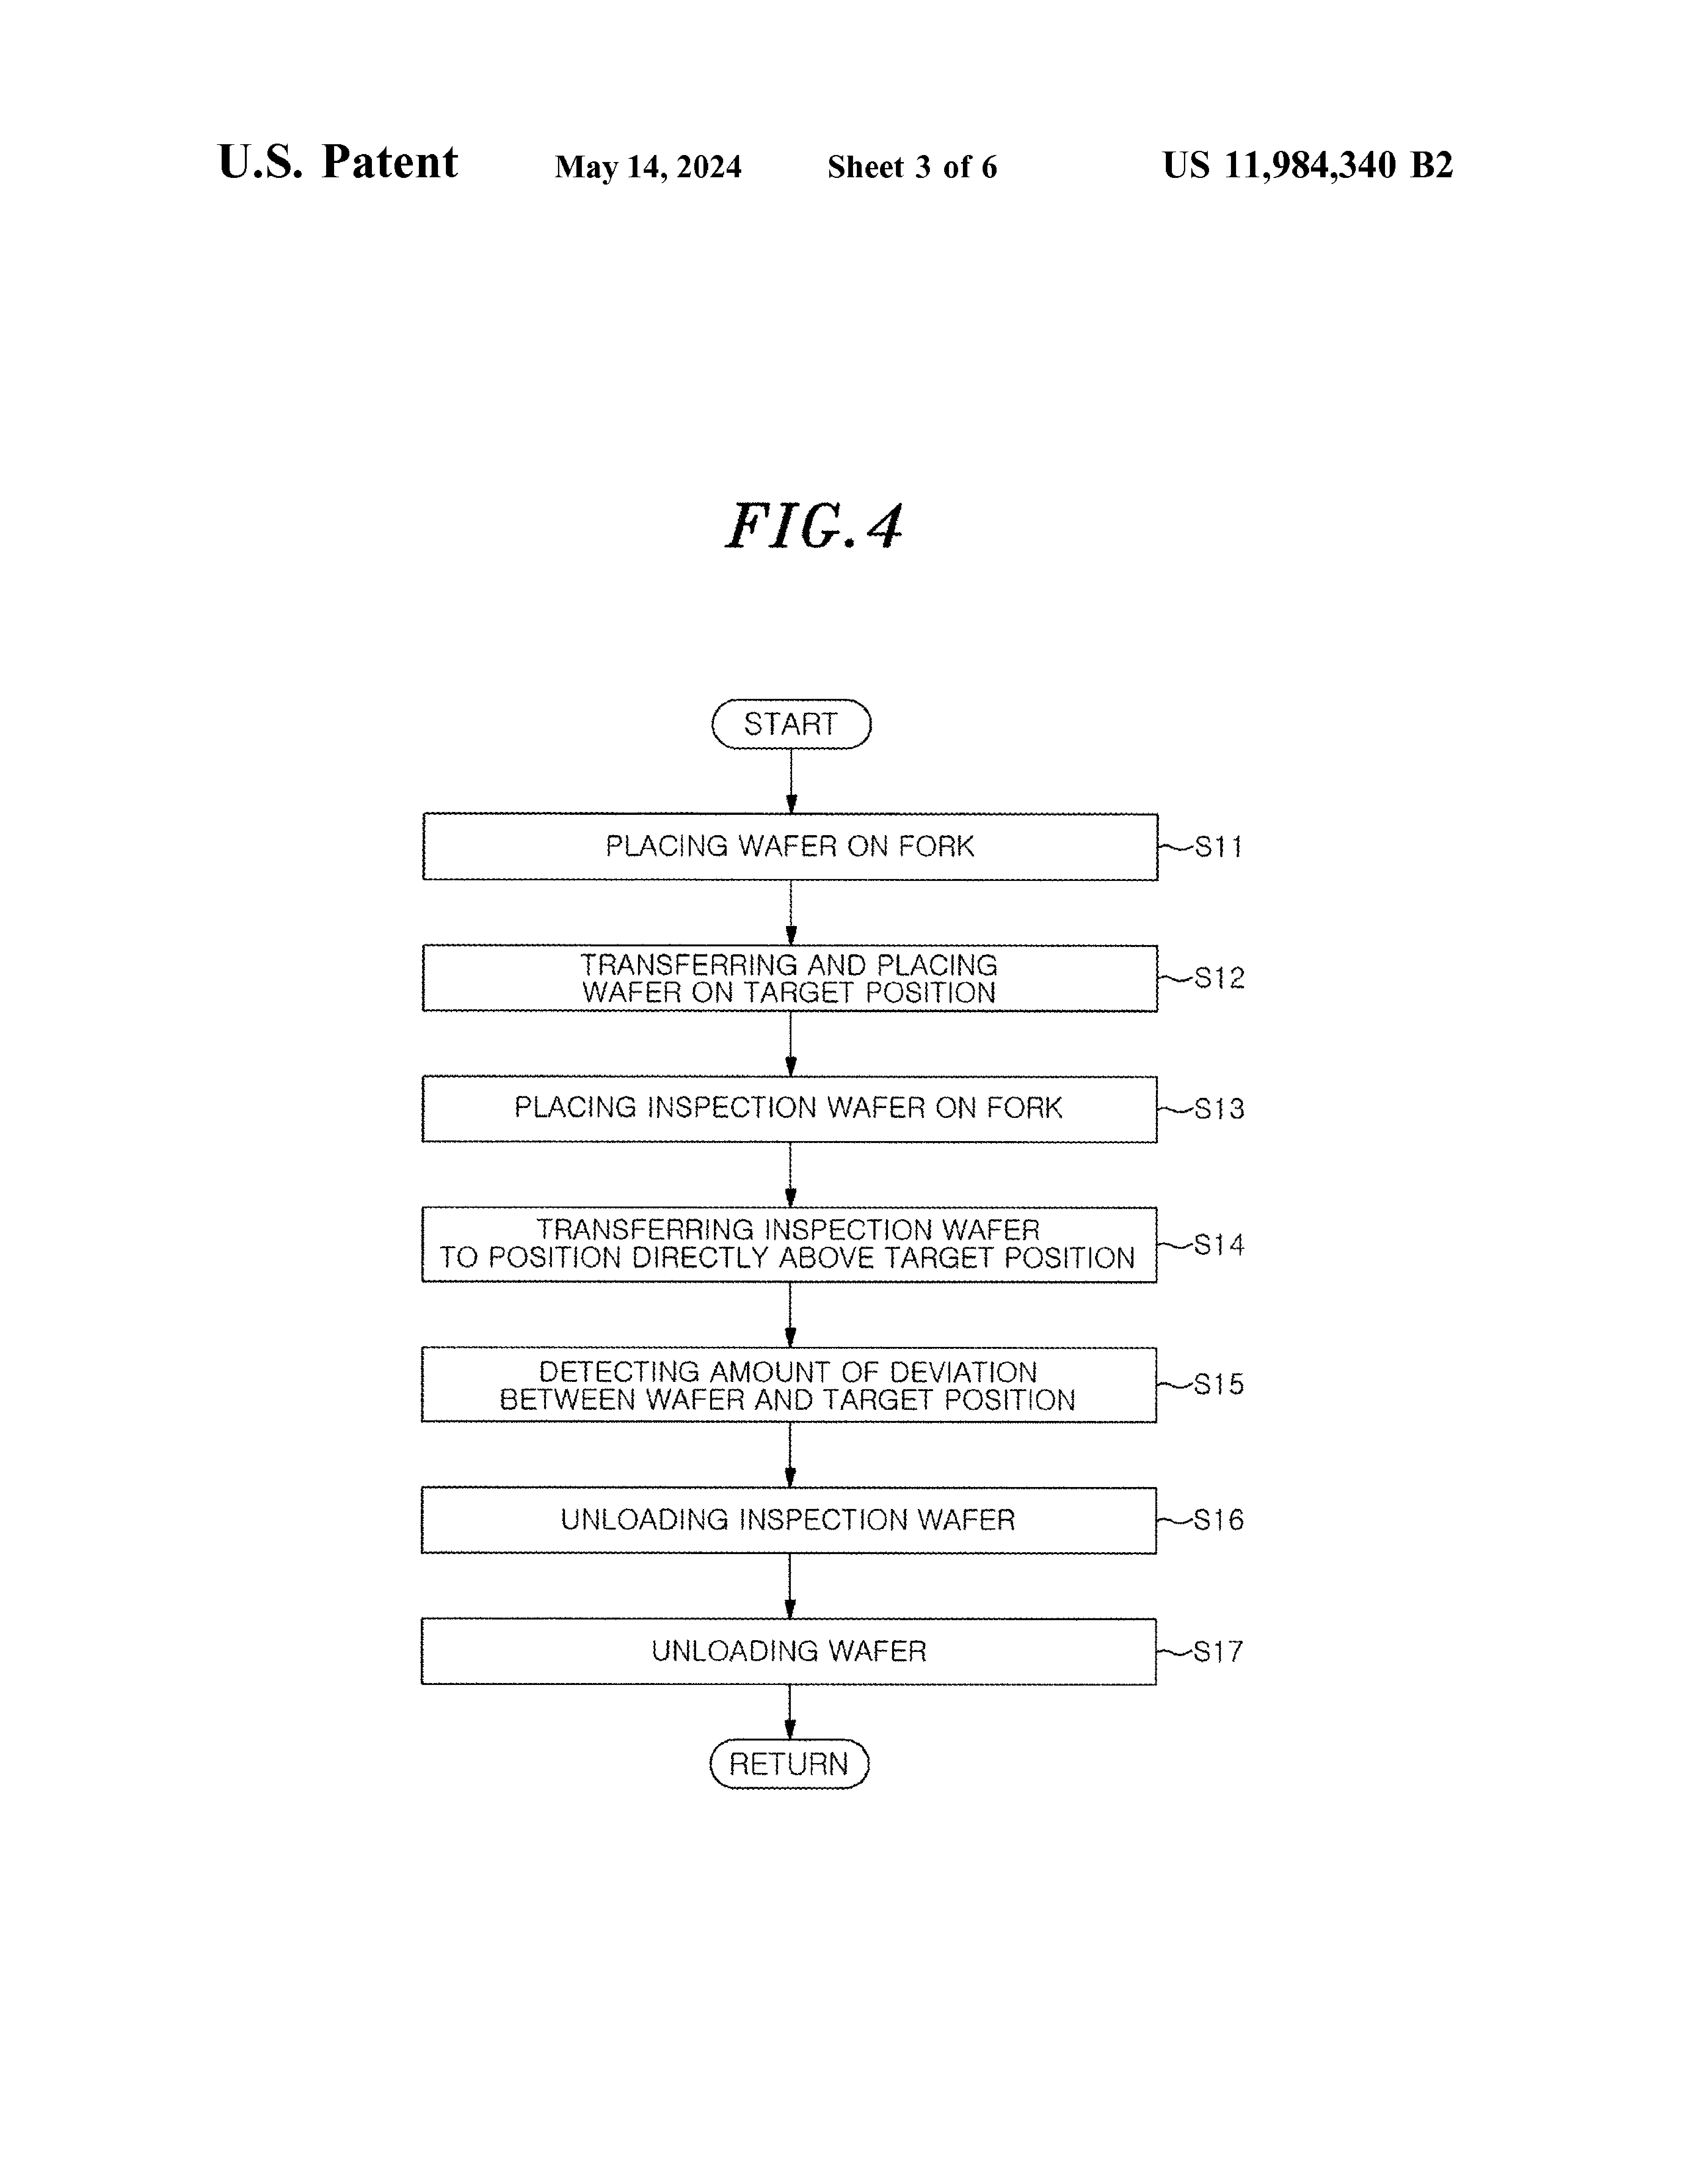 U.S. Patent May 14, 2024 Sheet 3 of 6 US 11,984,340 B2
FIG.4
START
PLACING WAFER ON FORK S11
TRANSFERRING AND PLACING
WAFER ON TARGET POSITION S12
PLACING INSPECTION WAFER ON FORK S13
TRANSFERRING INSPECTION WAFER
TO POSITION DIRECTLY ABOVE TARGET POSITION S14
DETECTING AMOUNT OF DEVIATION
BETWEEN WAFER AND TARGET POSITION S15
UNLOADING INSPECTION WAFER S16
UNLOADING WAFER S17
RETURN